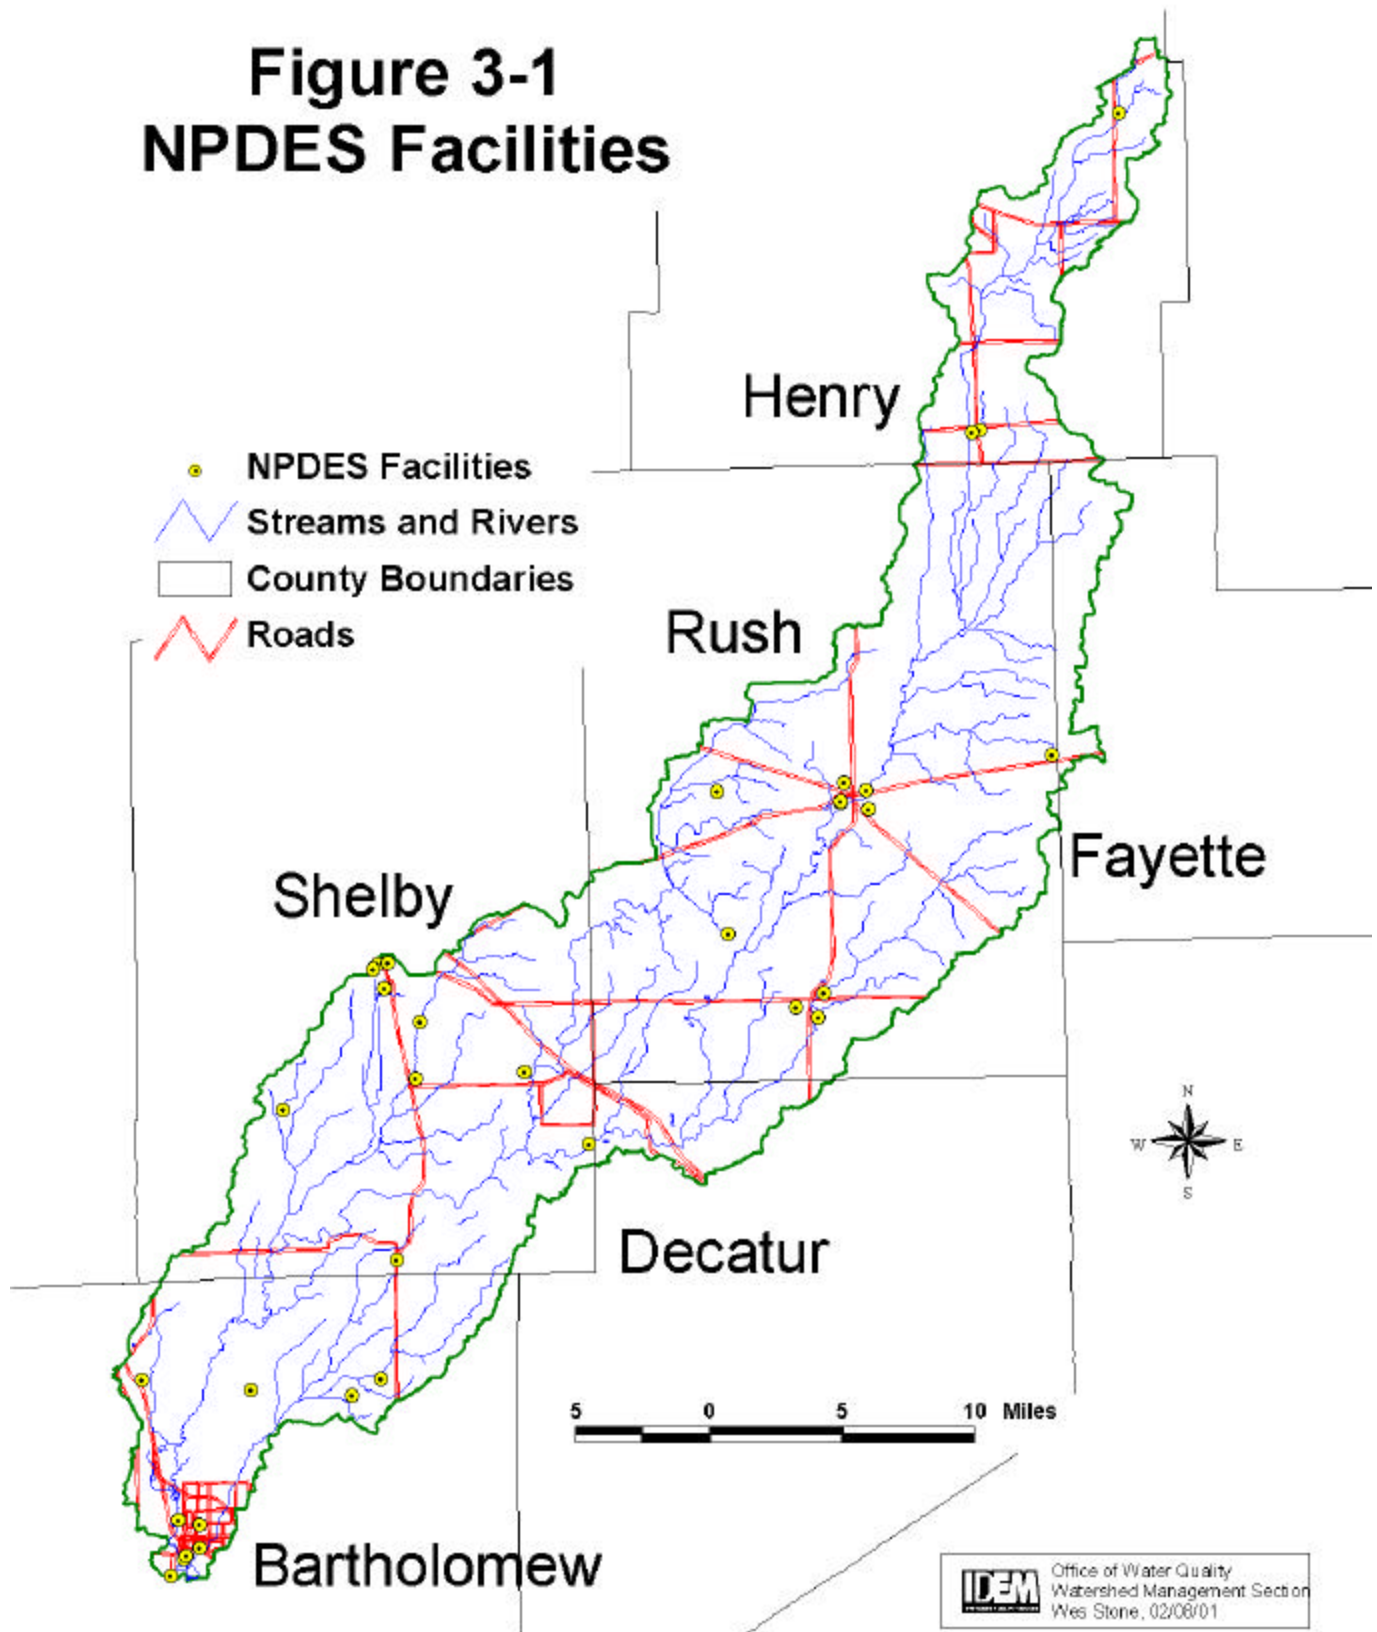 Figure 3-1
NPDES Facilities
Henry
NPDES Facilities
Streams and Rivers
County Boundaries
Roads
Rush
Fayette
Shelby
N
W E
S
Decatur
5 0 5 10 Miles
Bartholomew
IDEM
Office of Water Quality
Watershed Management Section
Wes Stone, 02/08/01